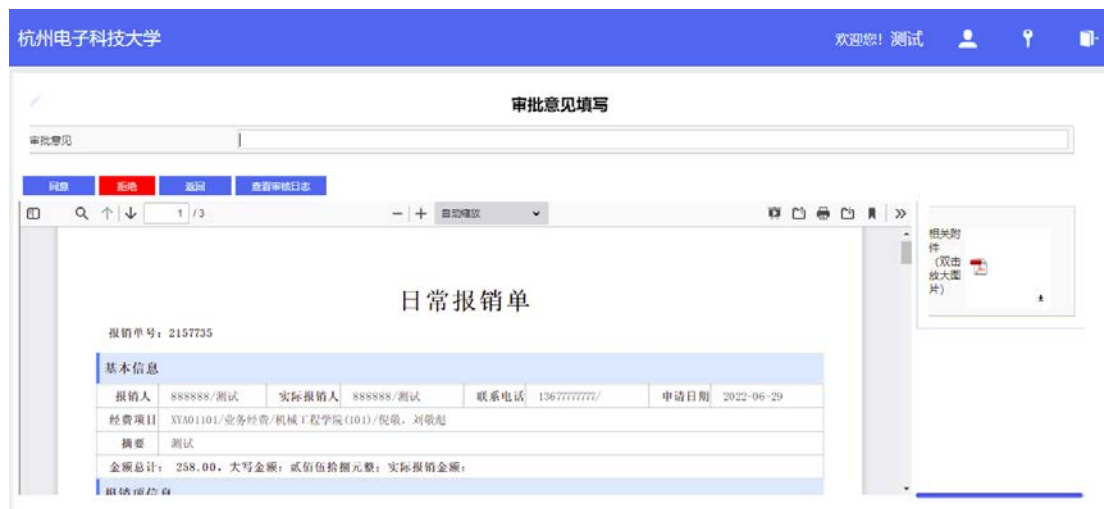 杭州电子科技大学
欢迎您! 测试
审批意见填写
审批意见
同意 拒绝 返回 查看审核日志
1 /3
自动缩放
相关附件
(双击放大图片)
日常报销单
报销单号: 2157735
基本信息
报销人 888888/测试 实际报销人 888888/测试 联系电话 1367777777/ 申请日期 2022-06-29
经费项目 XYA01101/业务经费/机械工程学院(101)/倪敬, 刘敬彪
摘要 测试
金额总计: 258.00, 大写金额: 贰佰伍拾捌元整; 实际报销金额:
报销项信息